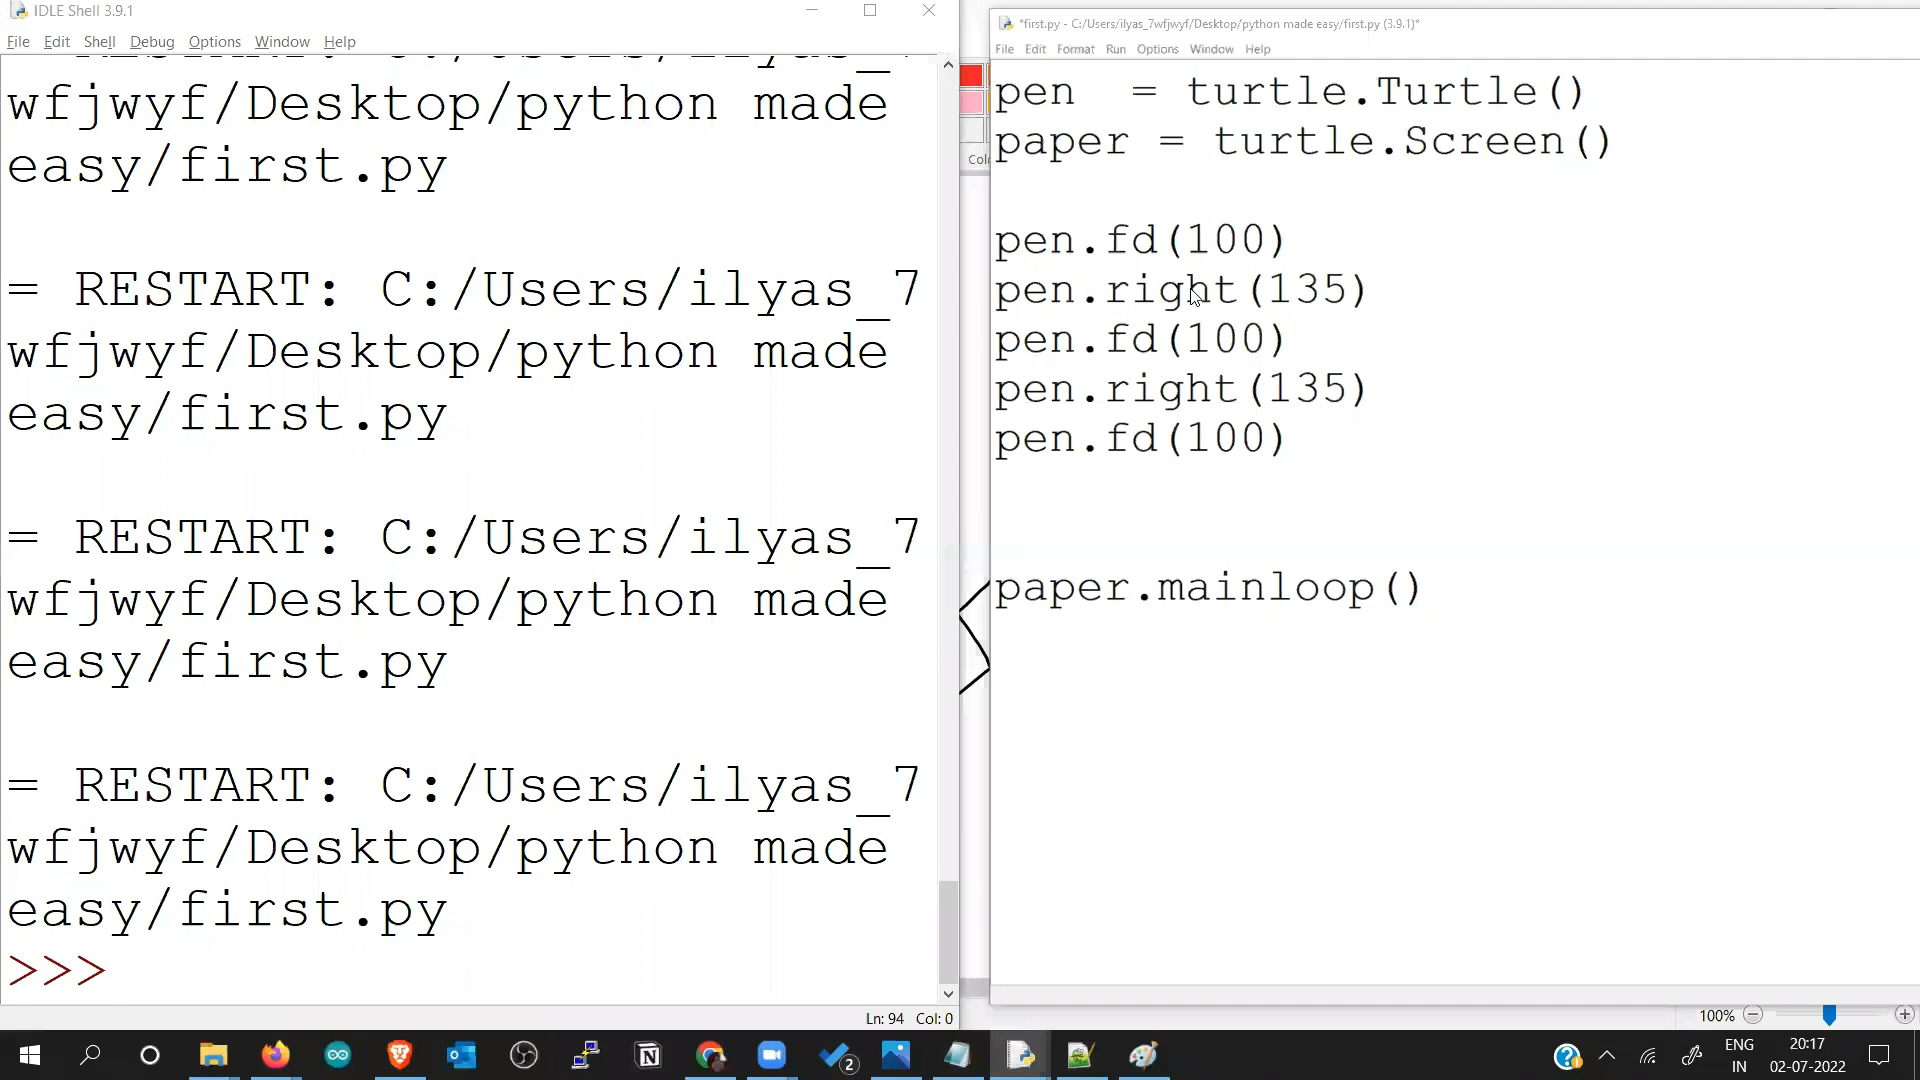 IDLE Shell 3.9.1
File Edit Shell Debug Options Window Help
wfjwyf/Desktop/python made
easy/first.py
= RESTART: C:/Users/ilyas_7
wfjwyf/Desktop/python made
easy/first.py
= RESTART: C:/Users/ilyas_7
wfjwyf/Desktop/python made
easy/first.py
= RESTART: C:/Users/ilyas_7
wfjwyf/Desktop/python made
easy/first.py
>>>
Ln: 94 Col: 0
*first.py - C:/Users/ilyas_7wfjwyf/Desktop/python made easy/first.py (3.9.1)*
File Edit Format Run Options Window Help
pen  = turtle.Turtle()
paper = turtle.Screen()
pen.fd(100)
pen.right(135)
pen.fd(100)
pen.right(135)
pen.fd(100)
paper.mainloop()
100%
2
ENG
IN
20:17
02-07-2022